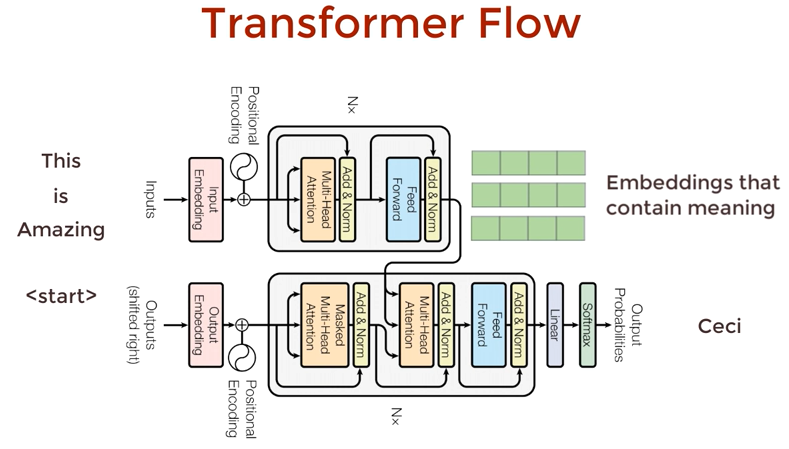 Transformer Flow
This
is
Amazing
Inputs
Input
Embedding
Positional
Encoding
Nx
Multi-Head
Attention
Add & Norm
Feed
Forward
Add & Norm
Embeddings that
contain meaning
<start>
Outputs
(shifted right)
Output
Embedding
Positional
Encoding
Masked
Multi-Head
Attention
Add & Norm
Multi-Head
Attention
Add & Norm
Feed
Forward
Add & Norm
Nx
Linear
Softmax
Output
Probabilities
Ceci